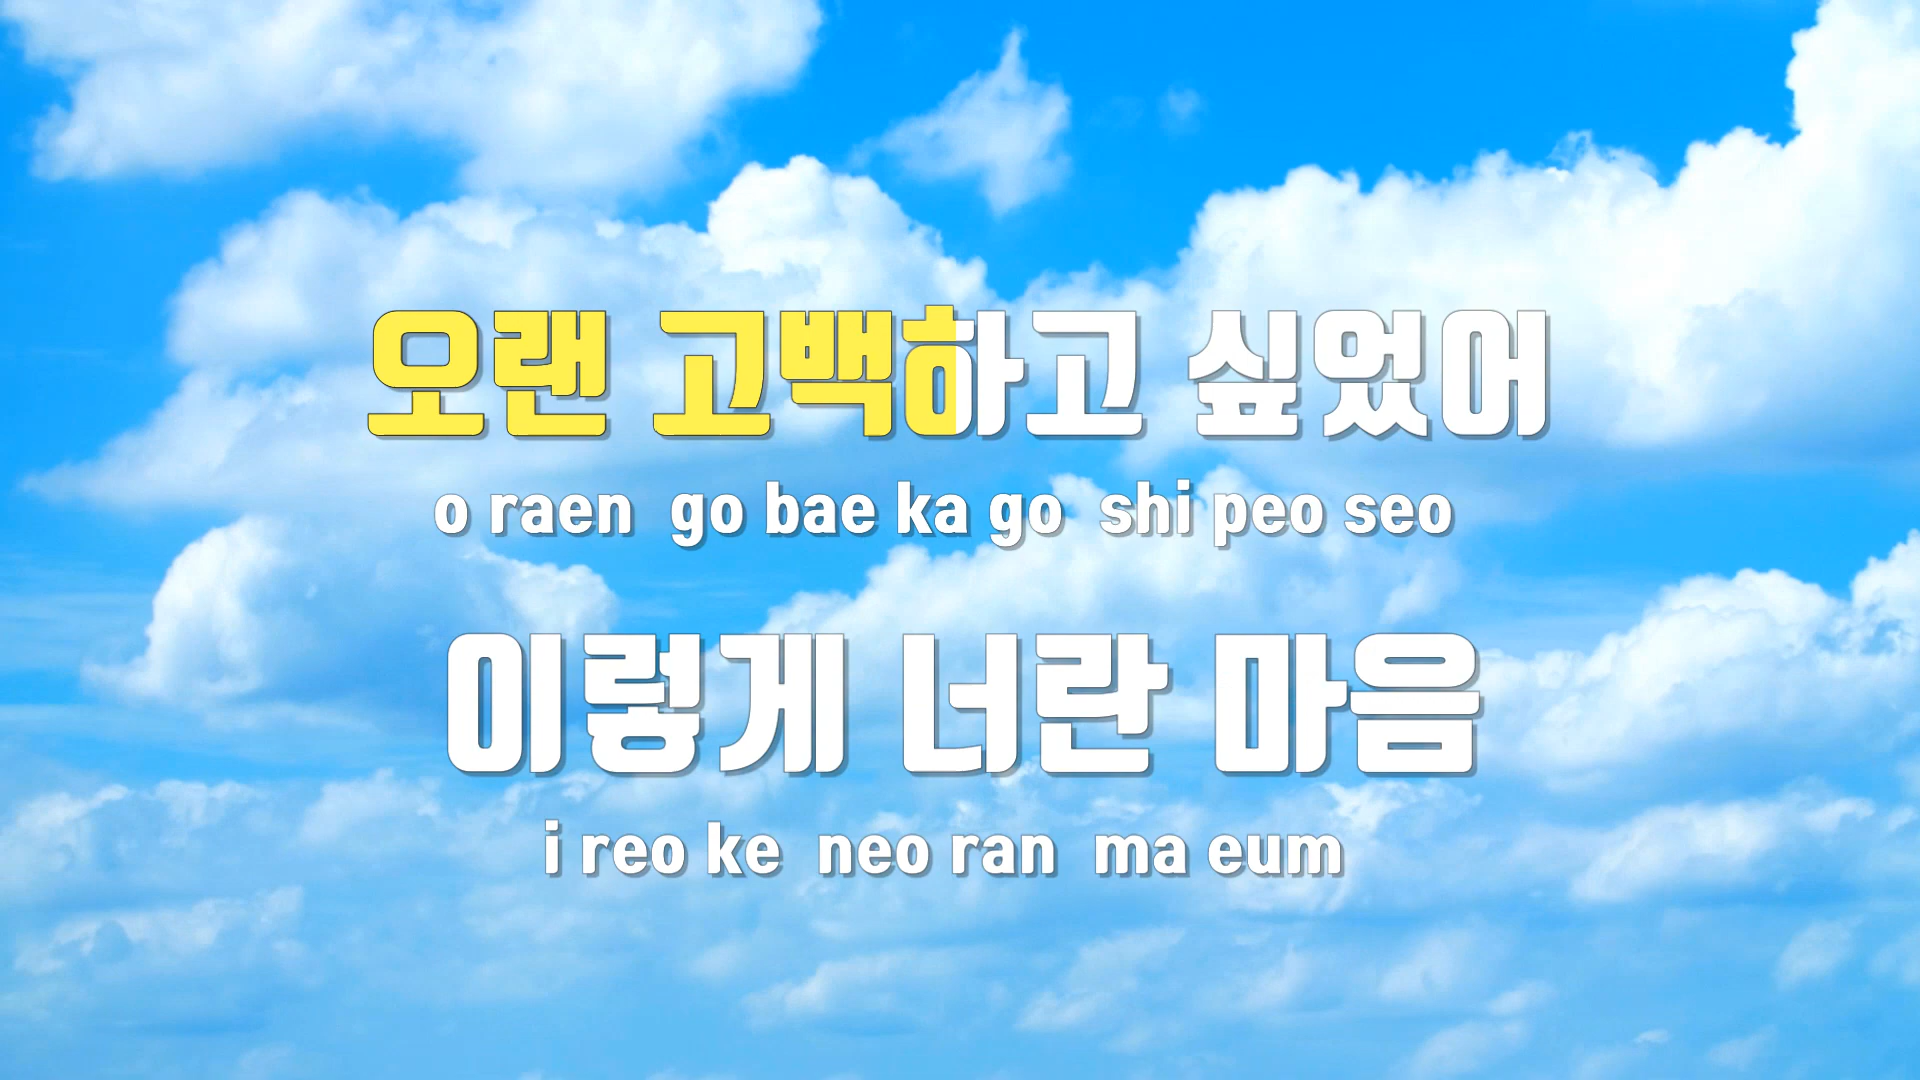 오랜 고백하고 싶었어
o raen go bae ka go shi peo seo
이렇게 너란 마음
i reo ke neo ran ma eum